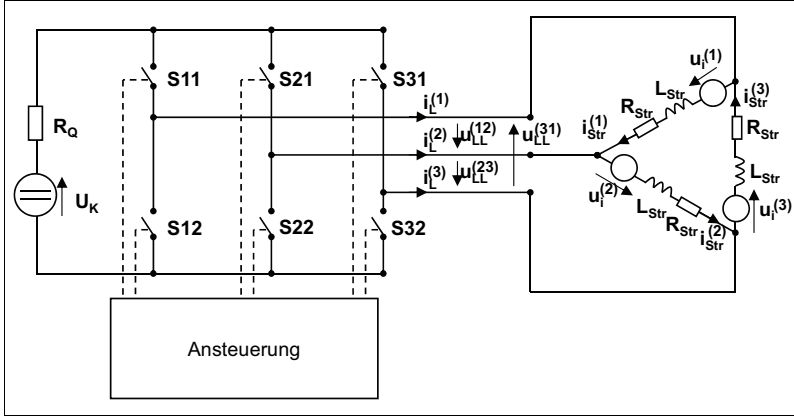 S11
S21
S31
R_Q
U_K
S12
S22
S32
Ansteuerung
i_L^(1)
i_L^(2)
i_L^(3)
u_LL^(12)
u_LL^(23)
u_LL^(31)
u_i^(1)
L_Str
R_Str
i_Str^(1)
i_Str^(3)
R_Str
L_Str
u_i^(3)
u_i^(2)
L_Str
R_Str
i_Str^(2)